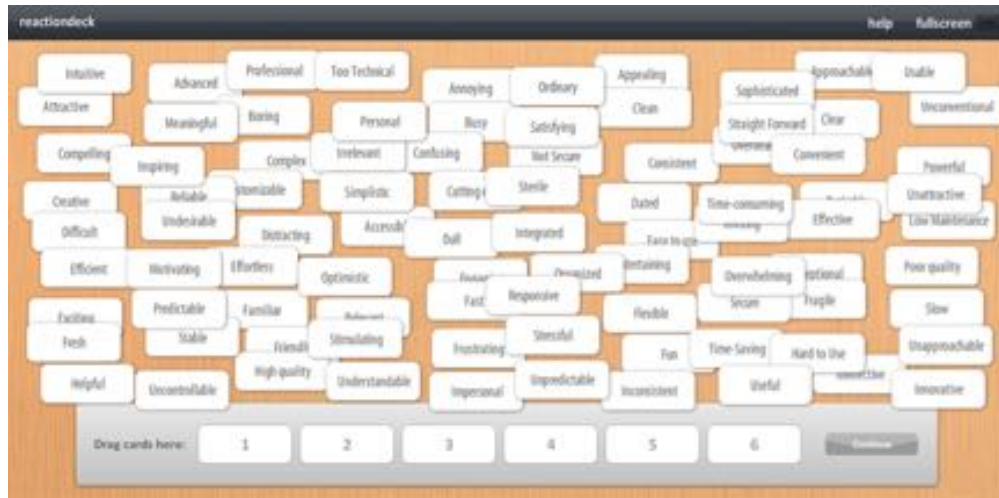 reactiondeck help fullscreen
Intuitive
Advanced
Professional
Too Technical
Annoying
Ordinary
Appealing
Sophisticated
Approachable
Usable
Attractive
Meaningful
Boring
Personal
Busy
Satisfying
Clean
Straight Forward
Clear
Unconventional
Compelling
Inspiring
Complex
Irrelevant
Confusing
Not Secure
Consistent
Convenient
Powerful
Creative
Reliable
Simplistic
Sterile
Dated
Time-consuming
Unattractive
Difficult
Undesirable
Distracting
Dull
Integrated
Easy to use
Effective
Low Maintenance
Efficient
Motivating
Effortless
Optimistic
Organized
Overwhelming
Poor quality
Exciting
Predictable
Familiar
Fast
Responsive
Flexible
Secure
Fragile
Slow
Fresh
Stable
Stimulating
Frustrating
Stressful
Fun
Time-Saving
Hard to Use
Unapproachable
Helpful
Uncontrollable
High quality
Understandable
Impersonal
Unpredictable
Inconsistent
Useful
Innovative
Drag cards here: 1 2 3 4 5 6 Continue